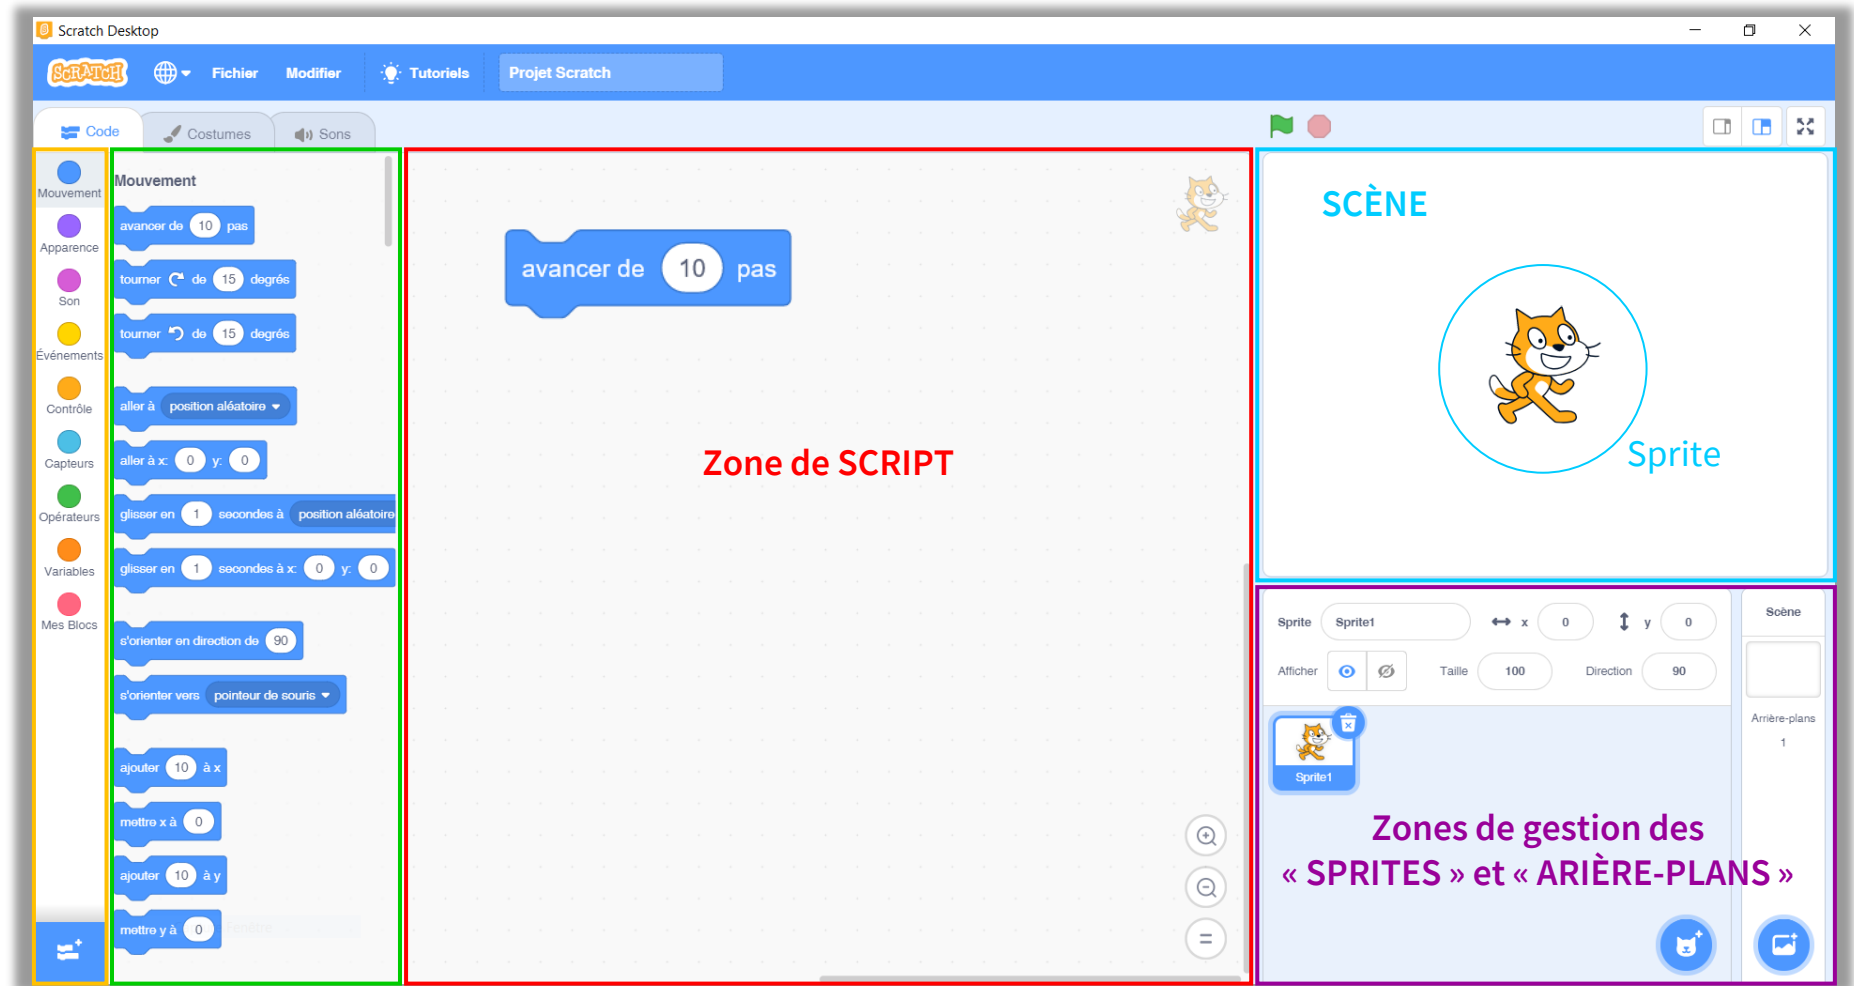 Scratch Desktop
SCRATCH Fichier Modifier Tutoriels Projet Scratch
Code Costumes Sons
Mouvement
Apparence
Son
Événements
Contrôle
Capteurs
Opérateurs
Variables
Mes Blocs
Mouvement
avancer de 10 pas
tourner de 15 degrés
tourner de 15 degrés
aller à position aléatoire
aller à x: 0 y: 0
glisser en 1 secondes à position aléatoire
glisser en 1 secondes à x: 0 y: 0
s'orienter en direction de 90
s'orienter vers pointeur de souris
ajouter 10 à x
mettre x à 0
ajouter 10 à y
mettre y à 0
avancer de 10 pas
Zone de SCRIPT
SCÈNE
Sprite
Sprite Sprite1 x 0 y 0
Afficher Taille 100 Direction 90
Sprite1
Scène
Arrière-plans
1
Zones de gestion des
« SPRITES » et « ARIÈRE-PLANS »